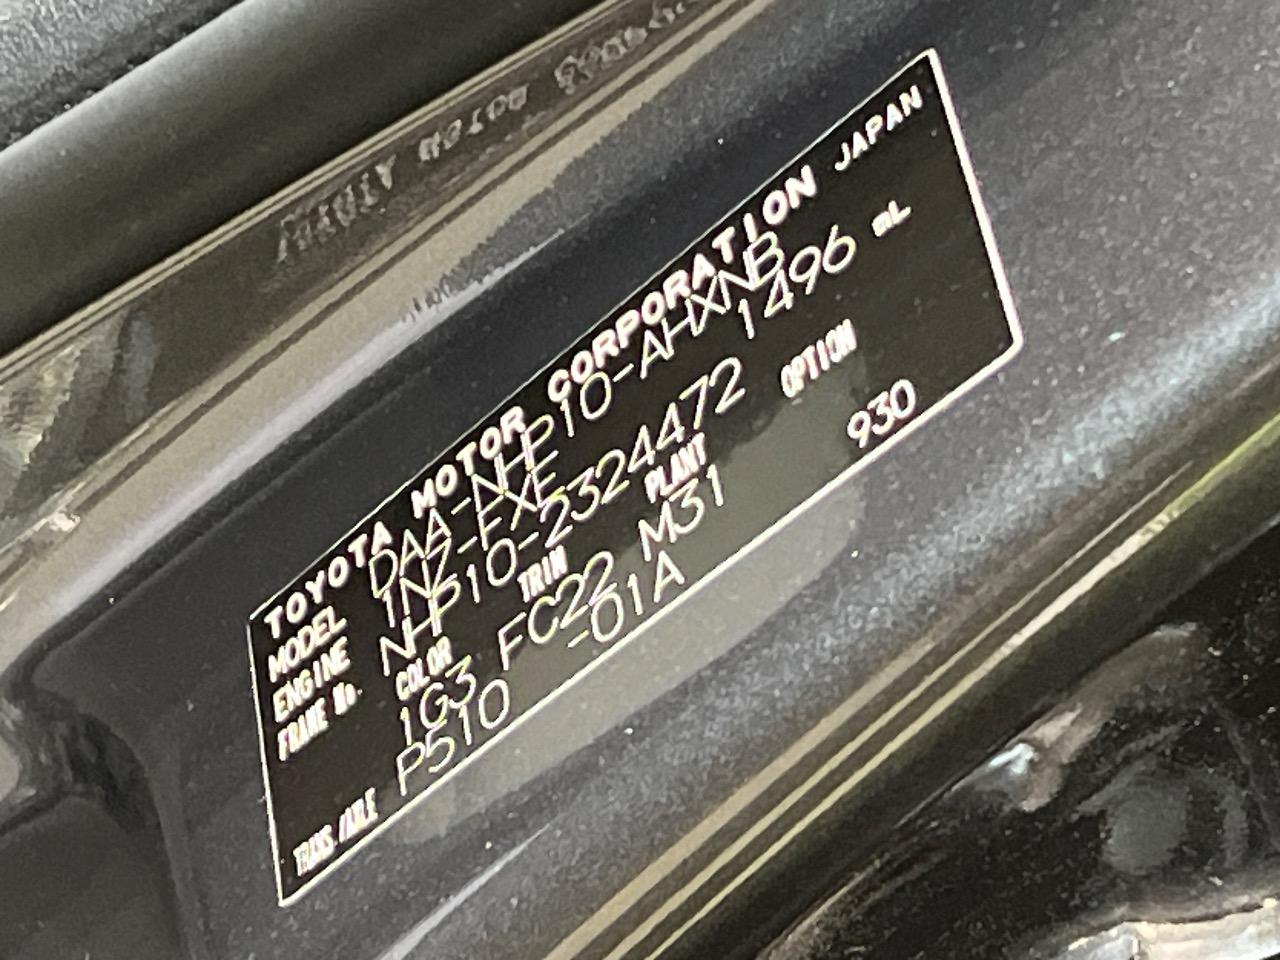 TOYOTA MOTOR CORPORATION JAPAN
MODEL DAA-NHP10-AHXNB
ENGINE 1NZ-FXE 1496 mL
FRAME No. NHP10-2324472
COLOR TRIM PLANT OPTION
1G3 FC22 M31 930
TRANS./AXLE P510 -01A